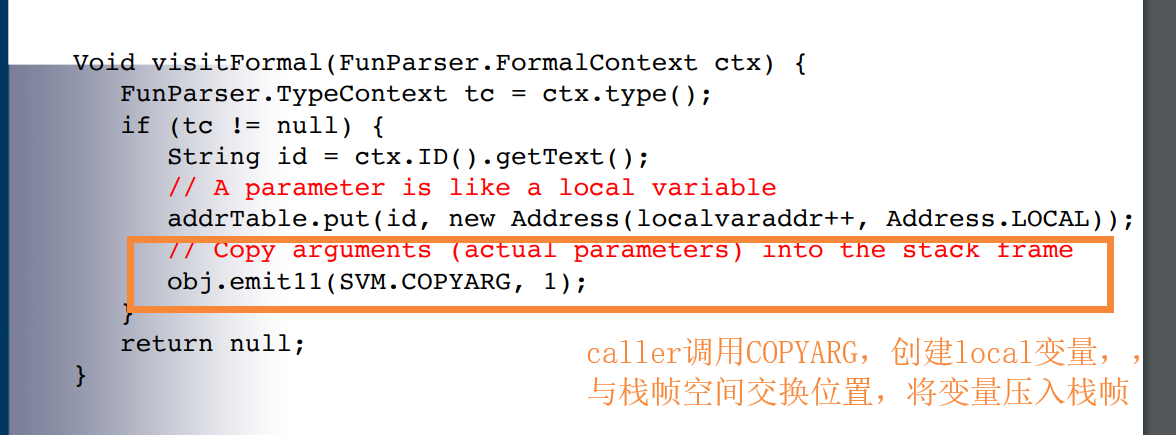 Void visitFormal(FunParser.FormalContext ctx) {
FunParser.TypeContext tc = ctx.type();
if (tc != null) {
String id = ctx.ID().getText();
// A parameter is like a local variable
addrTable.put(id, new Address(localvaraddr++, Address.LOCAL));
// Copy arguments (actual parameters) into the stack frame
obj.emit11(SVM.COPYARG, 1);
}
return null;
}
caller调用COPYARG，创建local变量，，
与栈帧空间交换位置，将变量压入栈帧